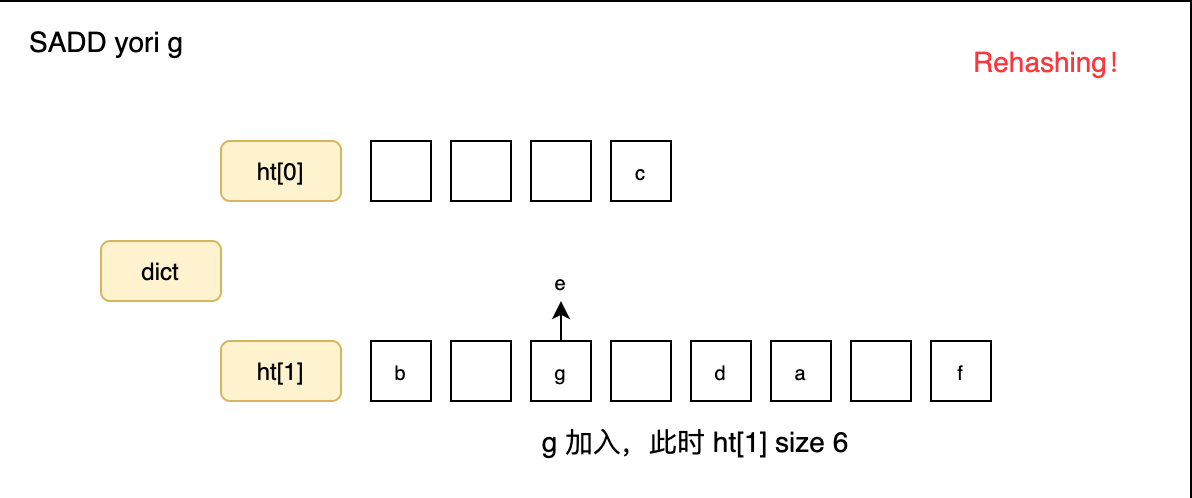 SADD yori g
Rehashing！
ht[0]
c
dict
e
ht[1]
b
g
d
a
f
g 加入，此时 ht[1] size 6